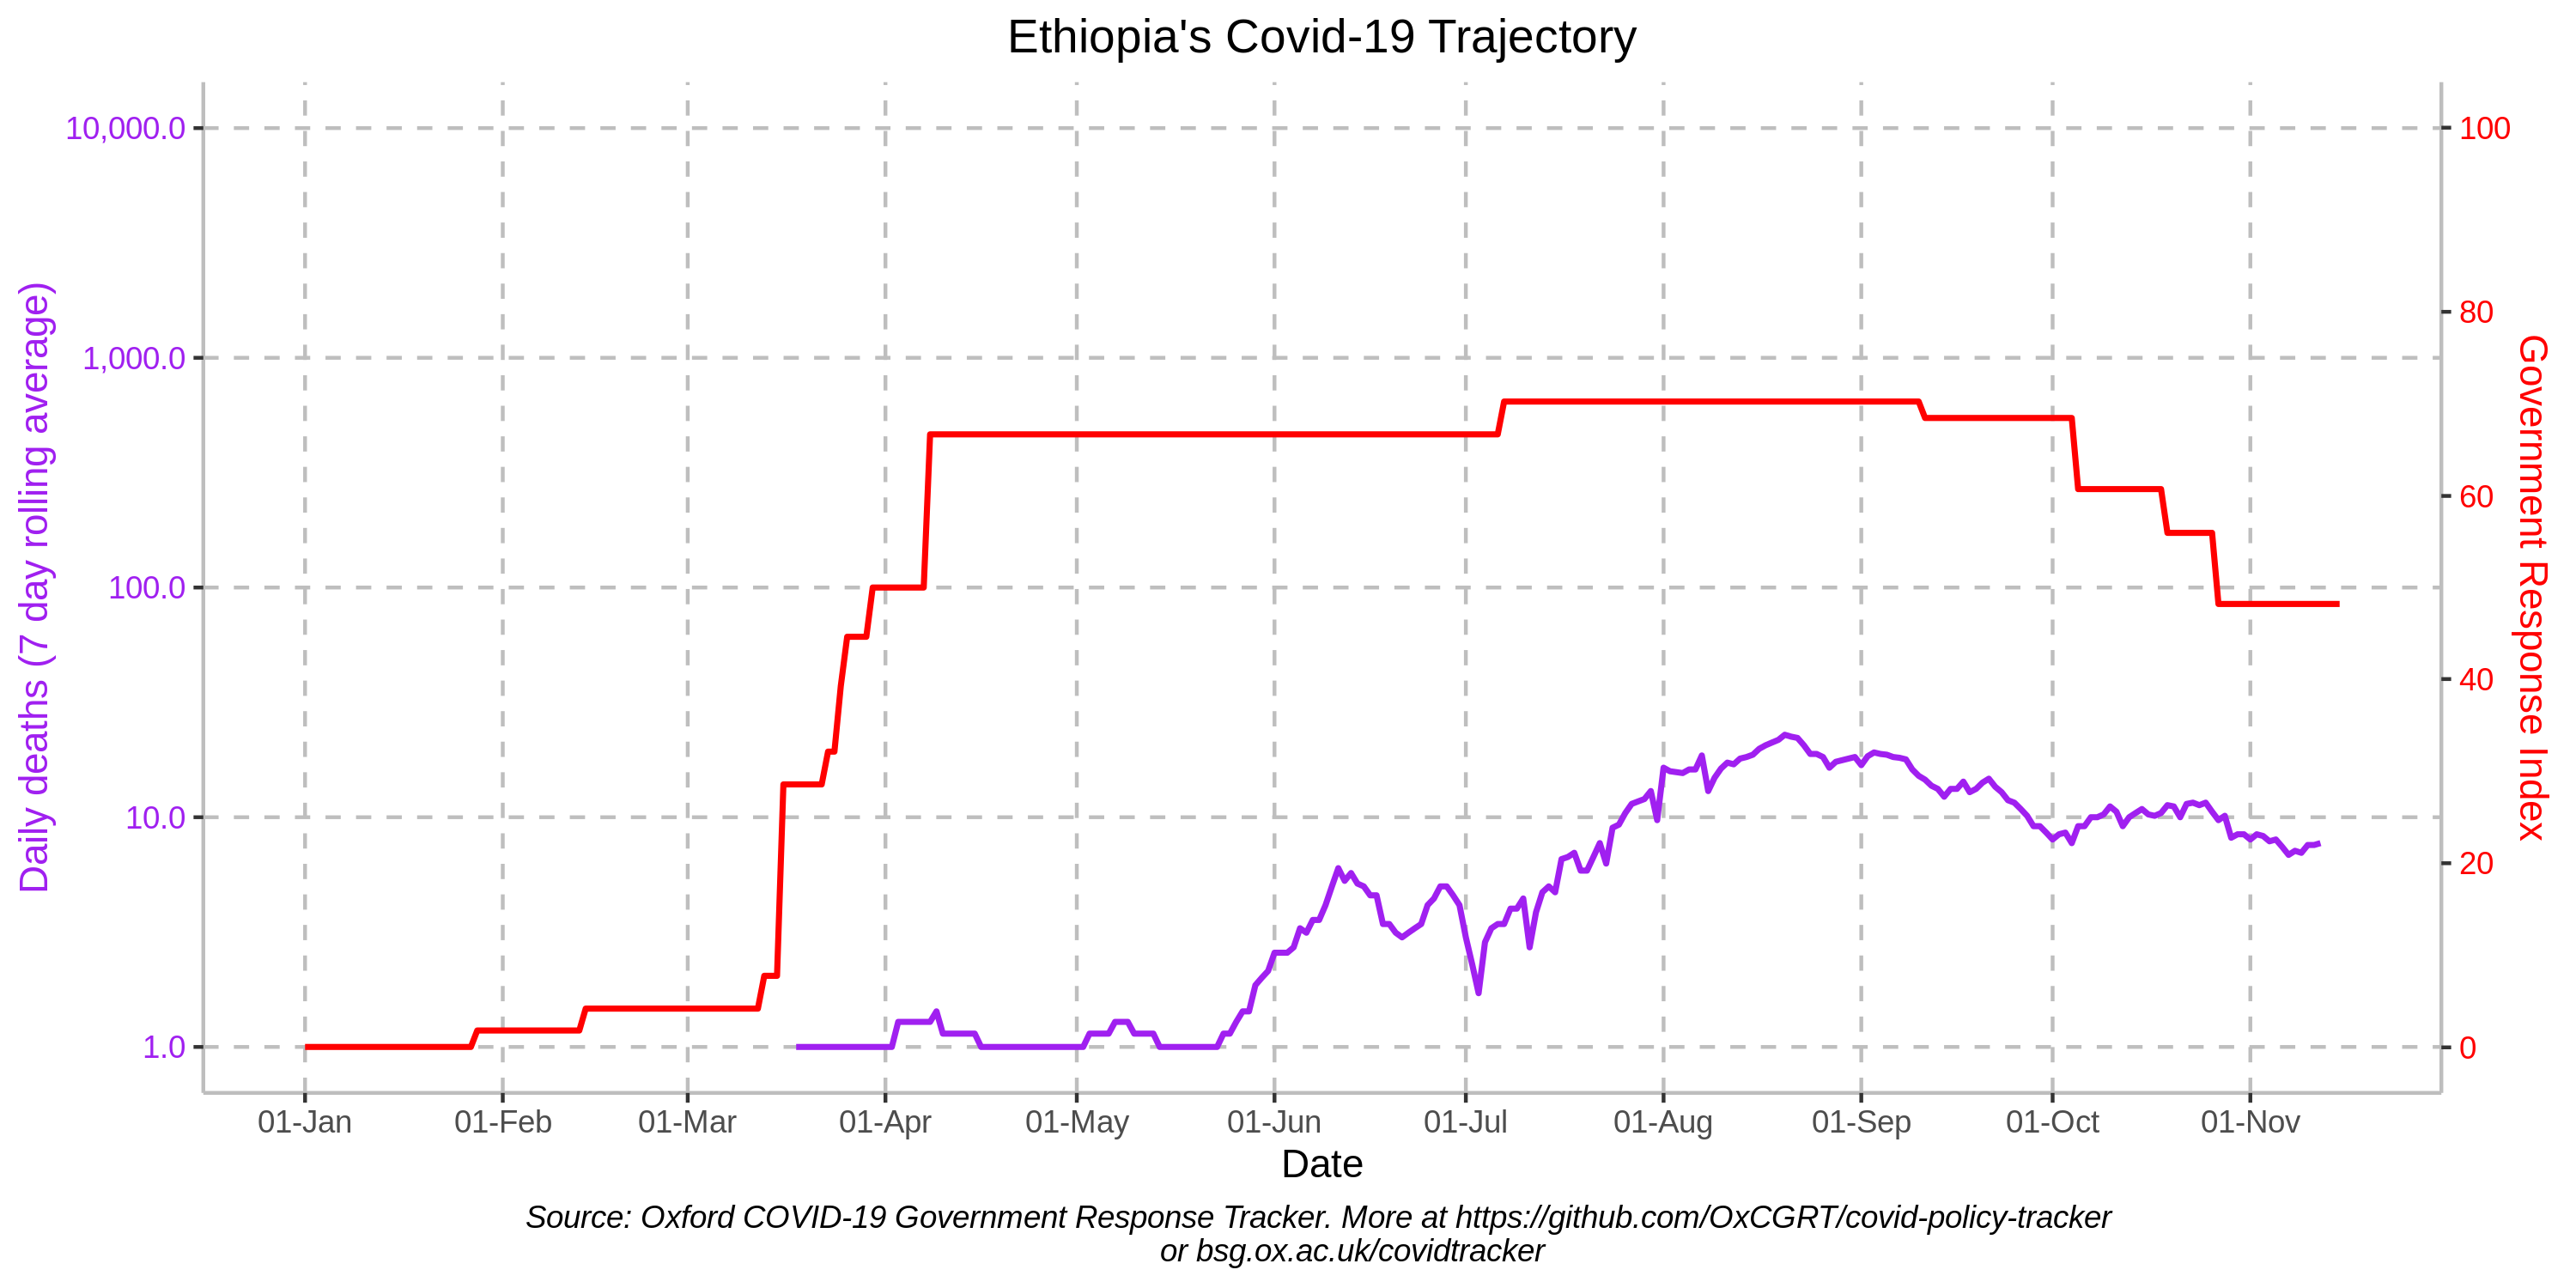 Ethiopia's Covid-19 Trajectory
Daily deaths (7 day rolling average)
10,000.0
1,000.0
100.0
10.0
1.0
100
80
60
40
20
0
Government Response Index
01-Jan 01-Feb 01-Mar 01-Apr 01-May 01-Jun 01-Jul 01-Aug 01-Sep 01-Oct 01-Nov
Date
Source: Oxford COVID-19 Government Response Tracker. More at https://github.com/OxCGRT/covid-policy-tracker
or bsg.ox.ac.uk/covidtracker